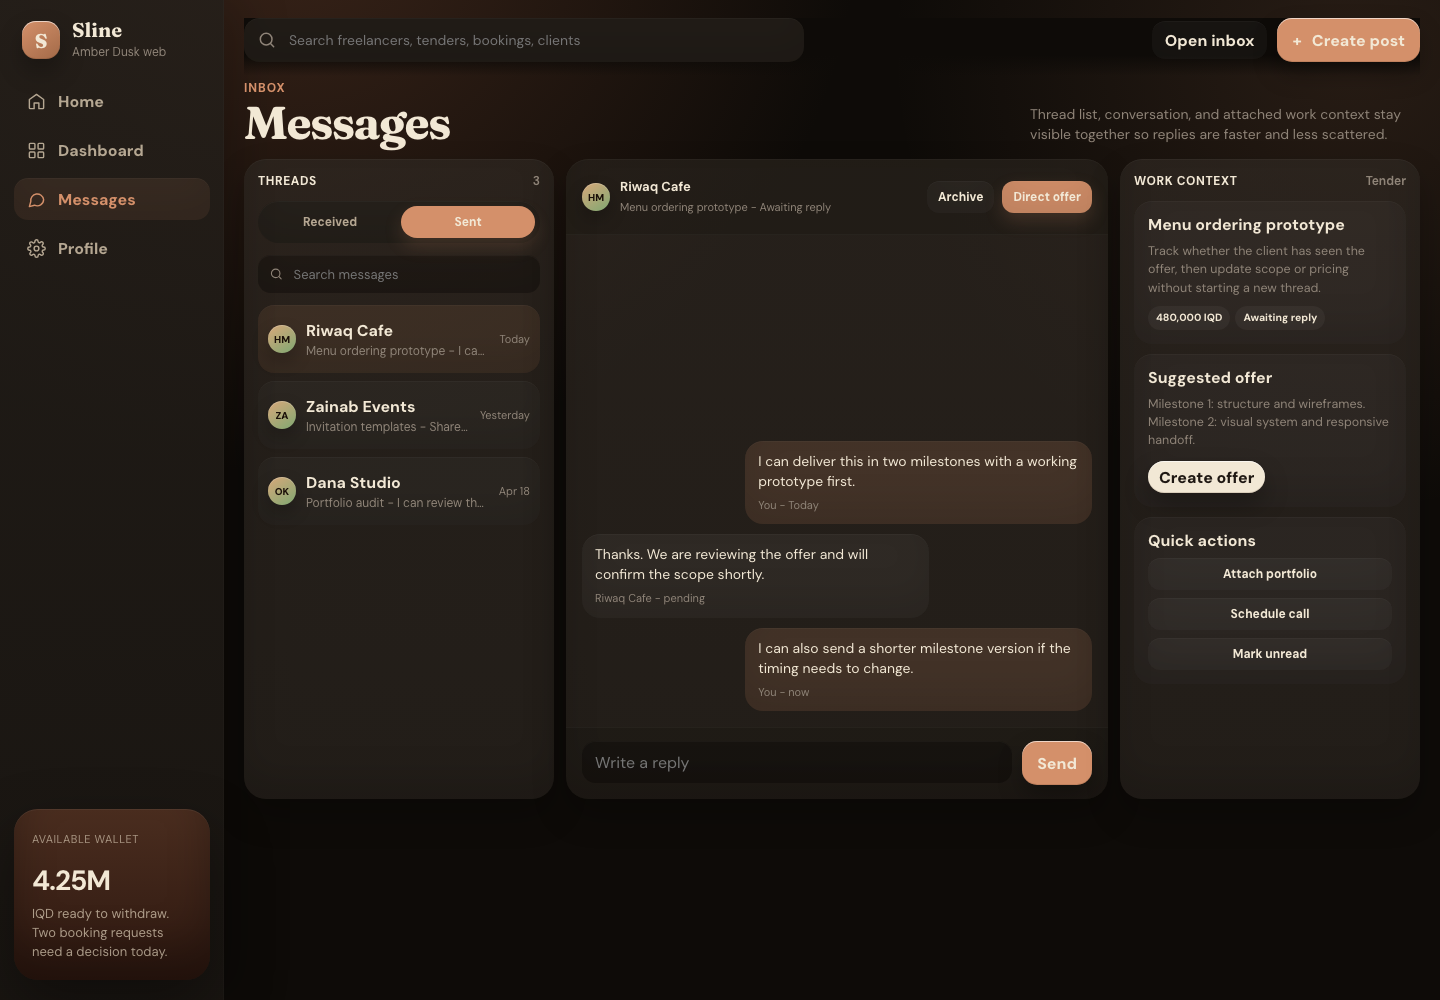 S
Sline
Amber Dusk web
Home
Dashboard
Messages
Profile
AVAILABLE WALLET
4.25M
IQD ready to withdraw.
Two booking requests
need a decision today.
Search freelancers, tenders, bookings, clients
Open inbox
+ Create post
INBOX
Messages
Thread list, conversation, and attached work context stay
visible together so replies are faster and less scattered.
THREADS
3
Received
Sent
Search messages
HM
Riwaq Cafe
Menu ordering prototype - I ca...
Today
ZA
Zainab Events
Invitation templates - Share...
Yesterday
OK
Dana Studio
Portfolio audit - I can review th...
Apr 18
HM
Riwaq Cafe
Menu ordering prototype - Awaiting reply
Archive
Direct offer
I can deliver this in two milestones with a working
prototype first.
You - Today
Thanks. We are reviewing the offer and will
confirm the scope shortly.
Riwaq Cafe - pending
I can also send a shorter milestone version if the
timing needs to change.
You - now
Write a reply
Send
WORK CONTEXT
Tender
Menu ordering prototype
Track whether the client has seen the
offer, then update scope or pricing
without starting a new thread.
480,000 IQD
Awaiting reply
Suggested offer
Milestone 1: structure and wireframes.
Milestone 2: visual system and responsive
handoff.
Create offer
Quick actions
Attach portfolio
Schedule call
Mark unread